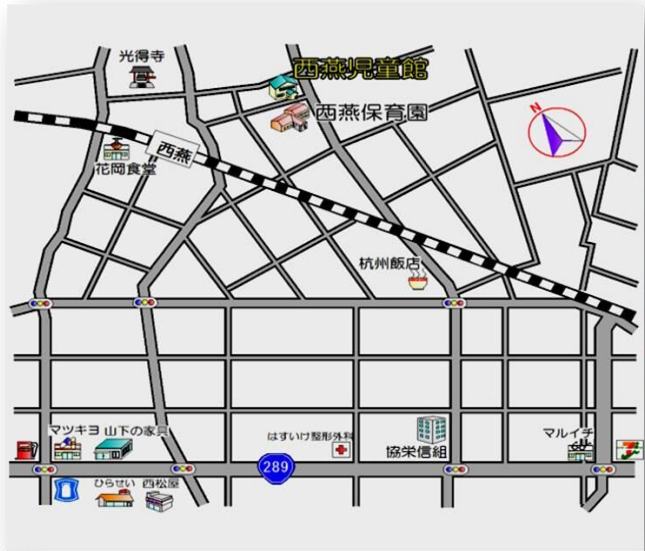 光得寺
西燕児童館
西燕保育園
N
西燕
花岡食堂
杭州飯店
マツキヨ
山下の家具
はすいけ整形外科
協栄信組
マルイチ
289
ひらせい
西松屋